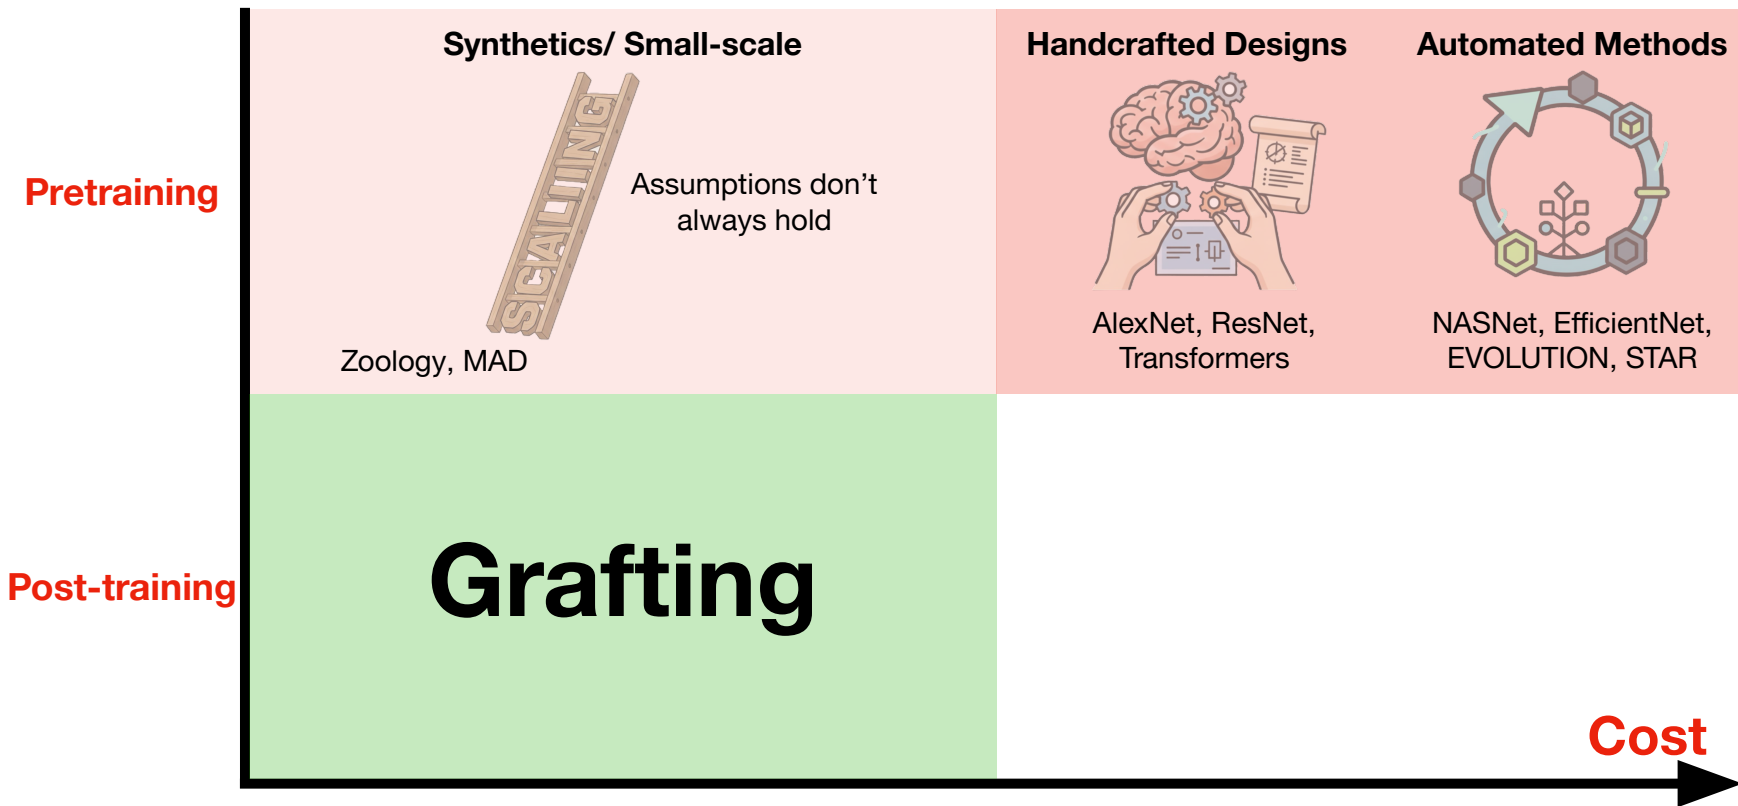 Synthetics/ Small-scale
Handcrafted Designs
Automated Methods
Pretraining
Assumptions don't
always hold
Zoology, MAD
AlexNet, ResNet,
Transformers
NASNet, EfficientNet,
EVOLUTION, STAR
Post-training
Grafting
Cost